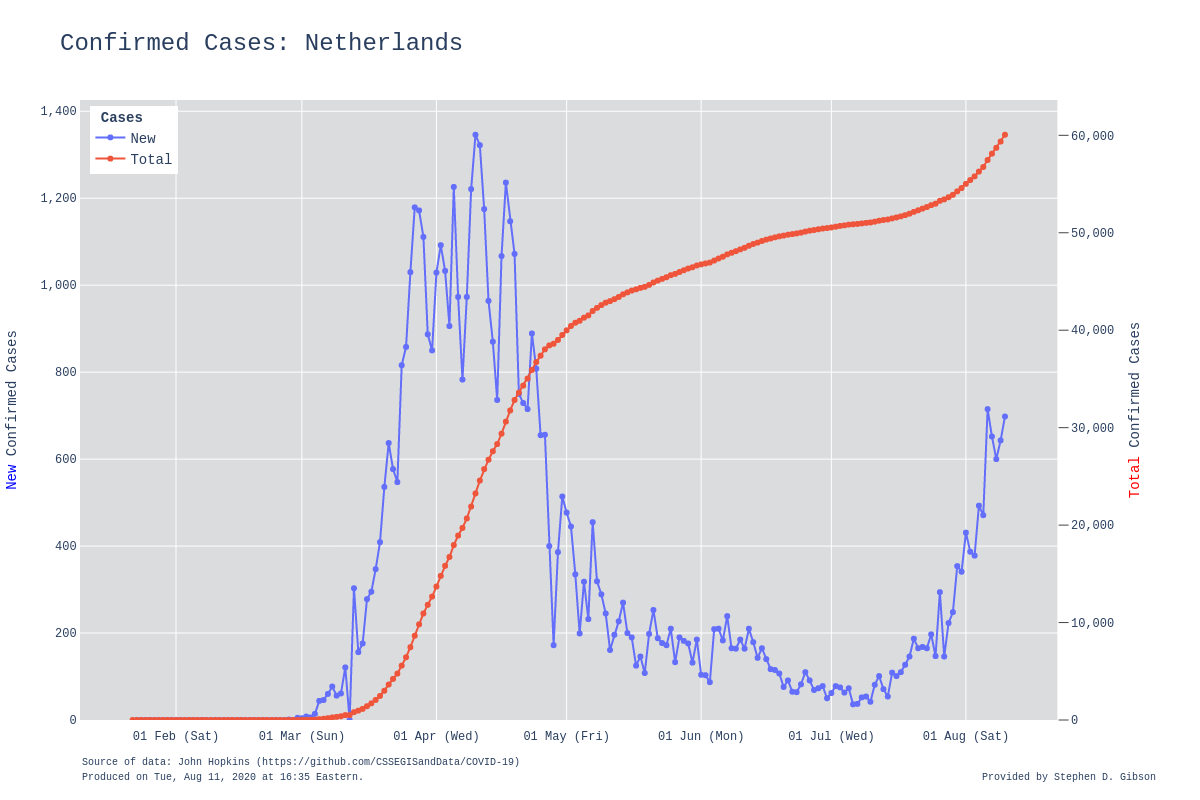 Confirmed Cases: Netherlands
Cases
New
Total
1,400
1,200
1,000
800
600
400
200
0
60,000
50,000
40,000
30,000
20,000
10,000
0
New Confirmed Cases
Total Confirmed Cases
01 Feb (Sat)
01 Mar (Sun)
01 Apr (Wed)
01 May (Fri)
01 Jun (Mon)
01 Jul (Wed)
01 Aug (Sat)
Source of data: John Hopkins (https://github.com/CSSEGISandData/COVID-19)
Produced on Tue, Aug 11, 2020 at 16:35 Eastern.
Provided by Stephen D. Gibson